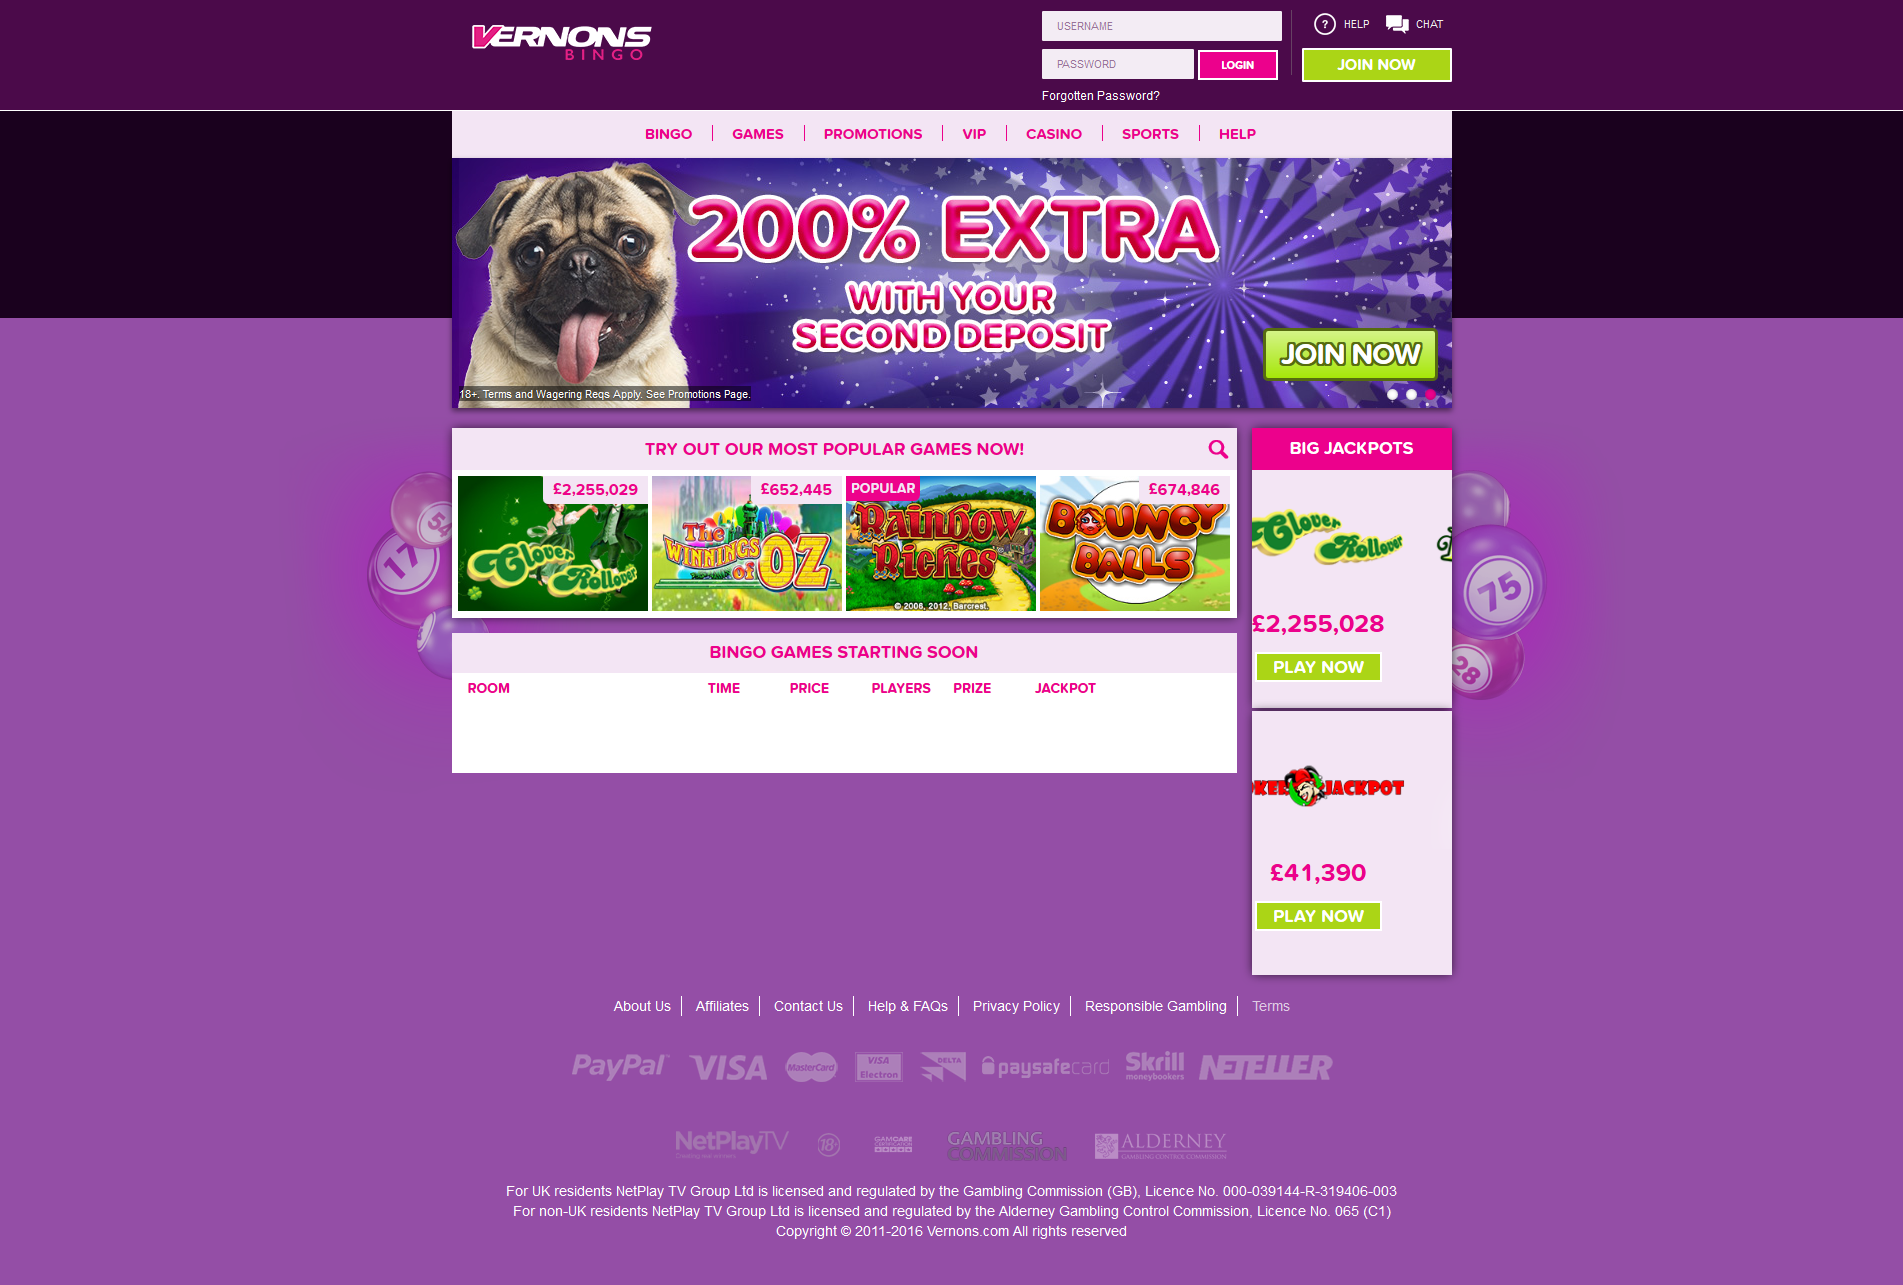 VERNONS
BINGO
USERNAME
PASSWORD
LOGIN
Forgotten Password?
? HELP
CHAT
JOIN NOW
BINGO
GAMES
PROMOTIONS
VIP
CASINO
SPORTS
HELP
200% EXTRA
WITH YOUR
SECOND DEPOSIT
JOIN NOW
18+. Terms and Wagering Reqs Apply. See Promotions Page.
TRY OUT OUR MOST POPULAR GAMES NOW!
£2,255,029
Clover
Rollover
£652,445
The
WINNINGS
of OZ
POPULAR
Rainbow
Riches
© 2006, 2012, Barcrest.
£674,846
BOUNCY
BALLS
BIG JACKPOTS
Clover
Rollover
£2,255,028
PLAY NOW
OKER JACKPOT
£41,390
PLAY NOW
54
17
75
28
BINGO GAMES STARTING SOON
ROOM
TIME
PRICE
PLAYERS
PRIZE
JACKPOT
About Us
Affiliates
Contact Us
Help & FAQs
Privacy Policy
Responsible Gambling
Terms
PayPal
VISA
MasterCard
VISA
Electron
DELTA
paysafecard
Skrill
moneybookers
NETELLER
NetPlayTV
18+
GAMCARE
CERTIFICATION
GAMBLING
COMMISSION
ALDERNEY
GAMBLING CONTROL COMMISSION
For UK residents NetPlay TV Group Ltd is licensed and regulated by the Gambling Commission (GB), Licence No. 000-039144-R-319406-003
For non-UK residents NetPlay TV Group Ltd is licensed and regulated by the Alderney Gambling Control Commission, Licence No. 065 (C1)
Copyright © 2011-2016 Vernons.com All rights reserved